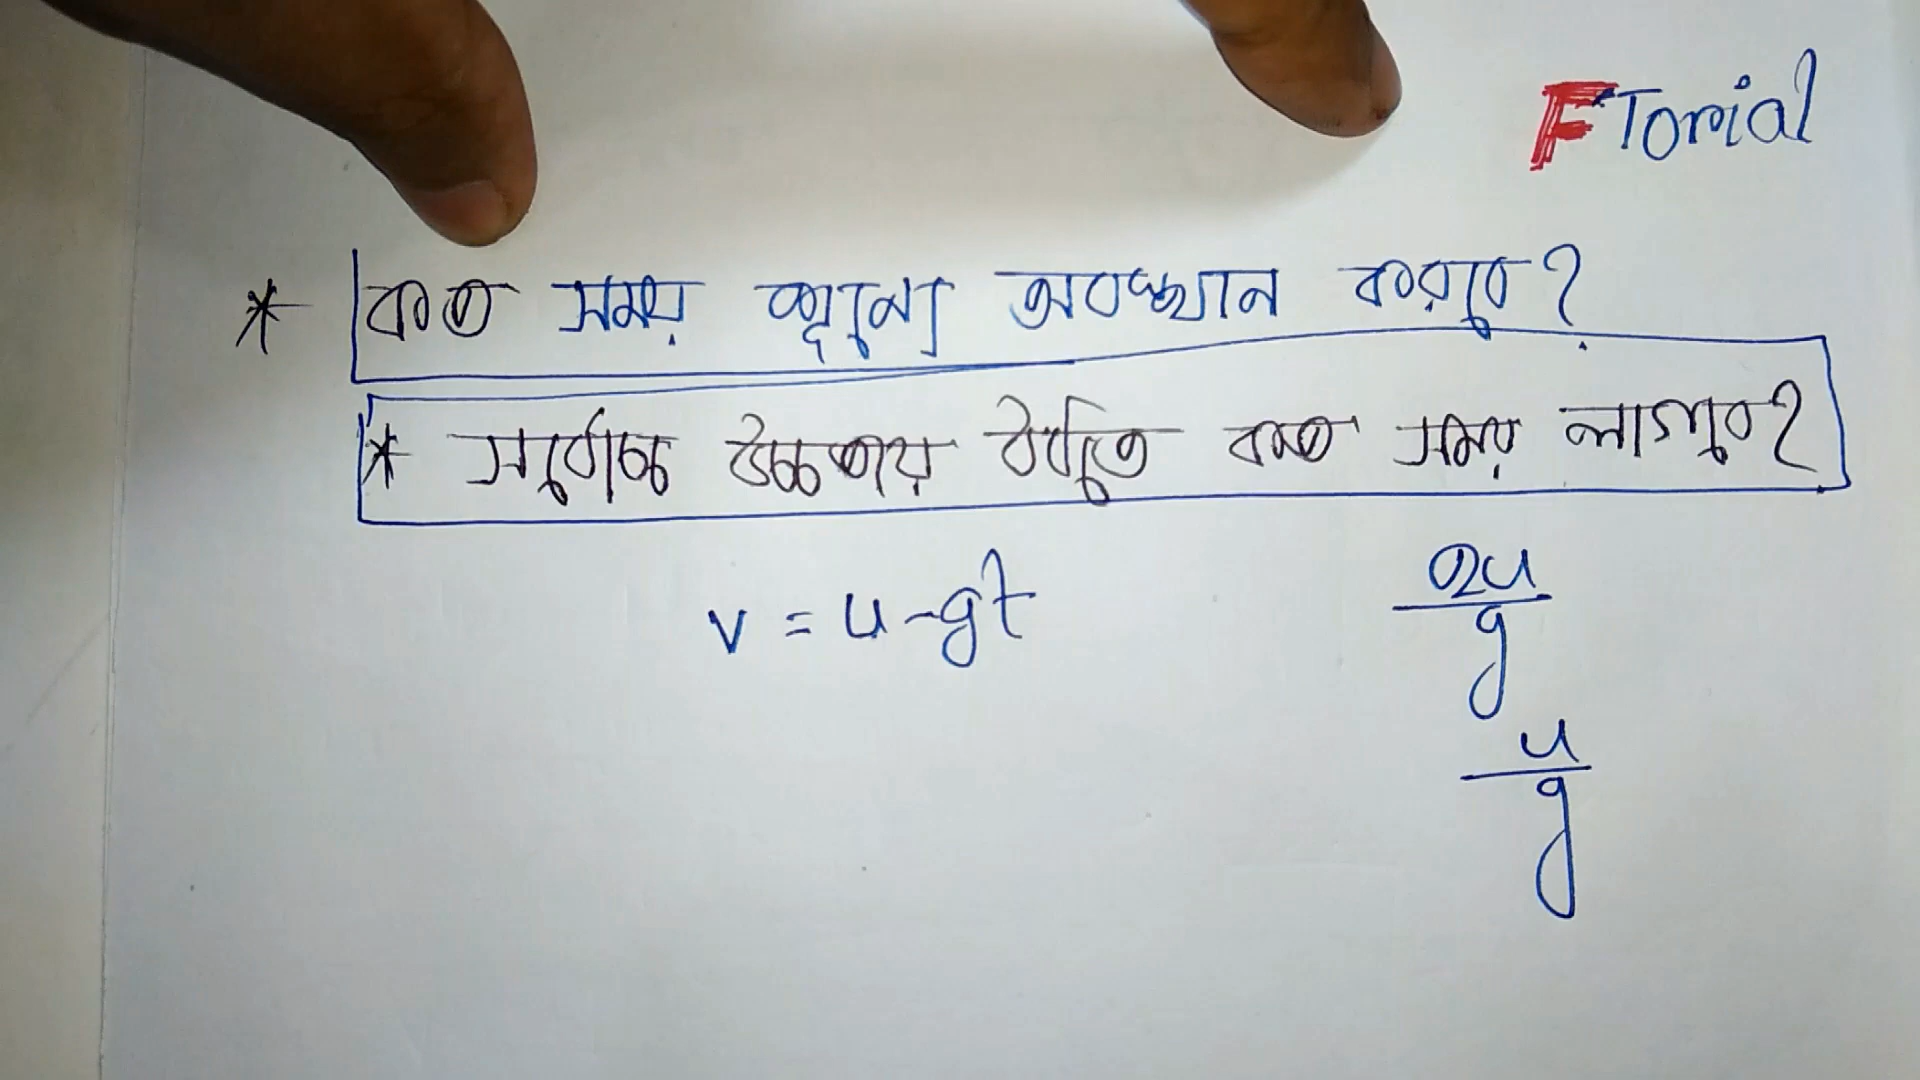 FTorial
* কত সময় শূন্যে অবস্থান করবে?
* সর্বোচ্চ উচ্চতায় উঠতে কত সময় লাগবে?
v = u - gt
2u
g
u
g